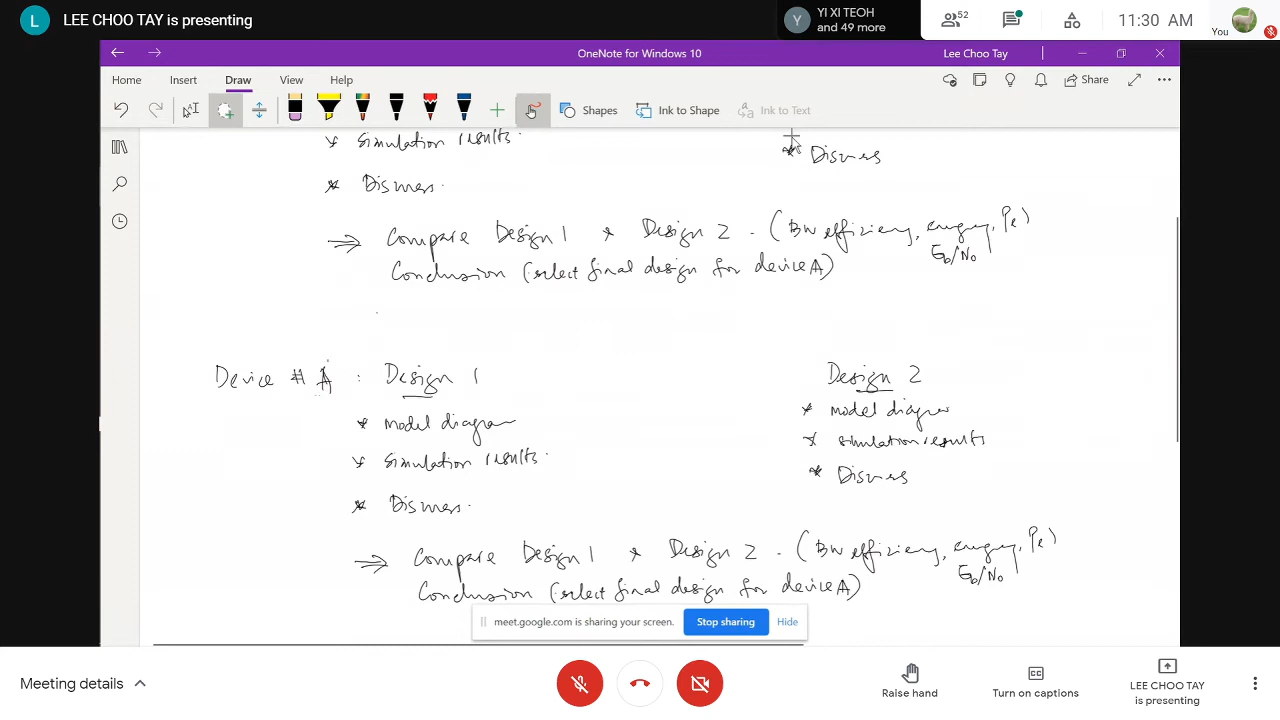 L LEE CHOO TAY is presenting
Y YI XI TEOH
and 49 more
52
11:30 AM
You
OneNote for Windows 10
Lee Choo Tay
Home Insert Draw View Help
Share
Shapes
Ink to Shape
Ink to Text
* Simulation results.
* Discuss
* Discuss.
⇒ Compare Design 1 & Design 2 - (BW efficiency, energy, Pe)
Eb/No
Conclusion (select final design for device A)
Device # A : Design 1
Design 2
* model diagram
* model diagram
* Simulation results.
* simulation results
* Discuss.
* Discuss
⇒ Compare Design 1 & Design 2 - (BW efficiency, energy, Pe)
Eb/No
Conclusion (select final design for device A)
meet.google.com is sharing your screen.
Stop sharing
Hide
Meeting details
Raise hand
Turn on captions
LEE CHOO TAY
is presenting